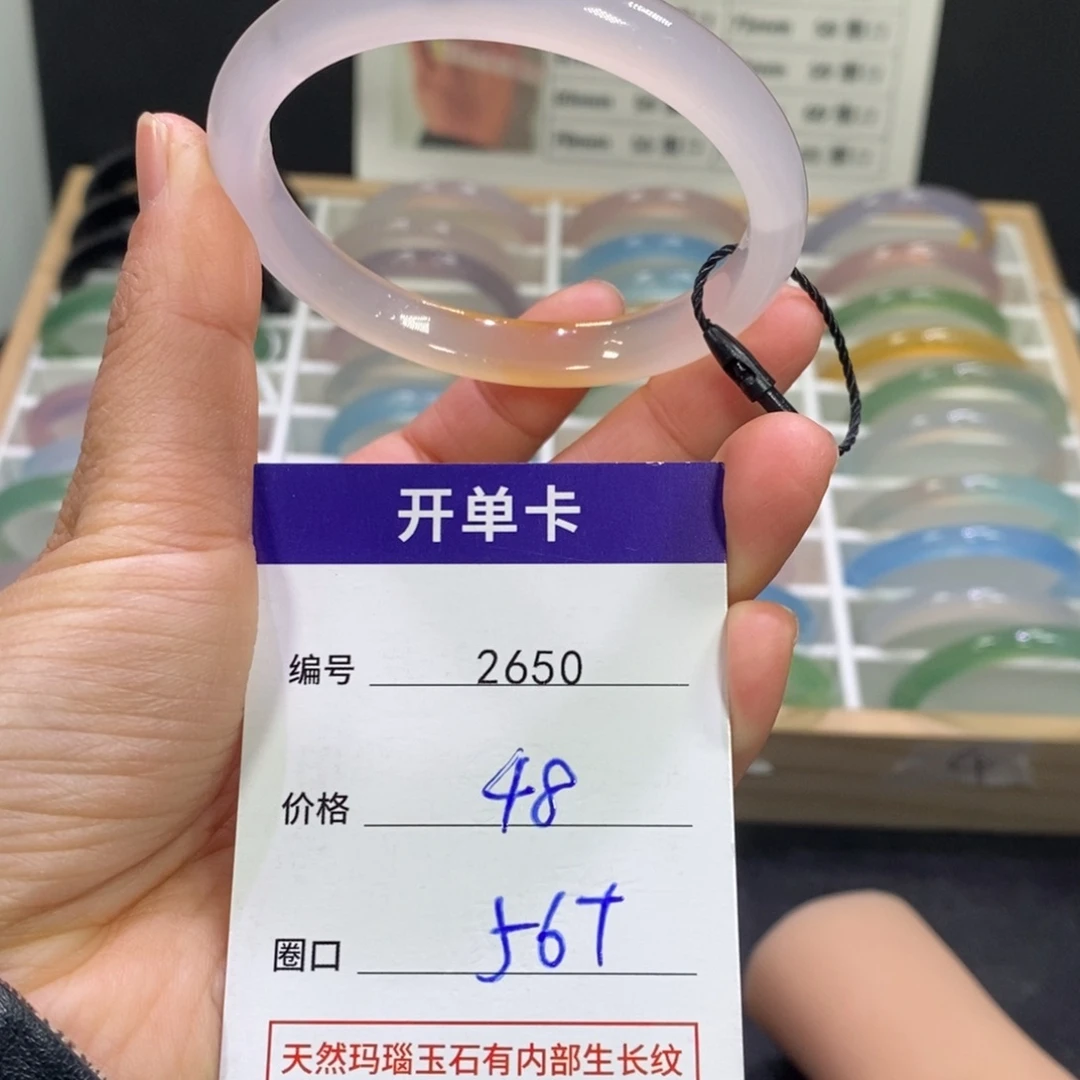 开单卡
编号 2650
价格 48
圈口 56T
天然玛瑙玉石有内部生长纹